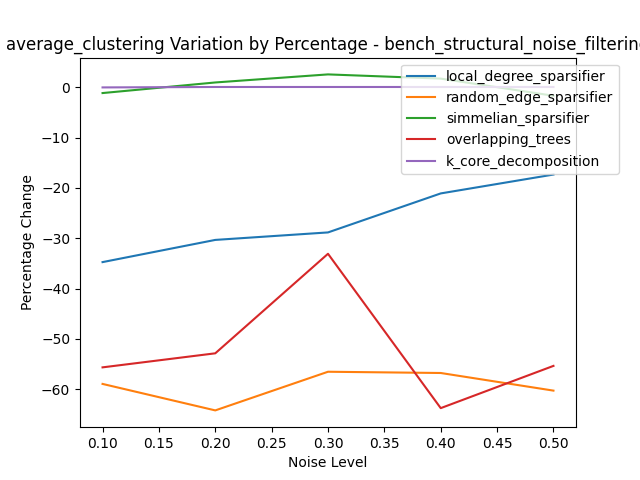 average_clustering Variation by Percentage - bench_structural_noise_filtering
local_degree_sparsifier
random_edge_sparsifier
simmelian_sparsifier
overlapping_trees
k_core_decomposition
Percentage Change
0
−10
−20
−30
−40
−50
−60
0.10 0.15 0.20 0.25 0.30 0.35 0.40 0.45 0.50
Noise Level